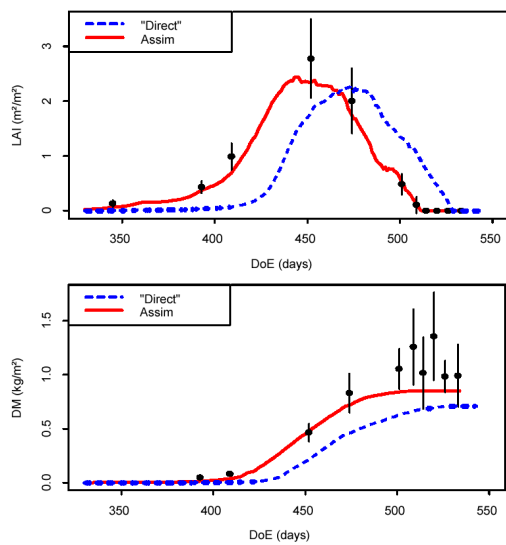 "Direct"
Assim
LAI (m²/m²)
3
2
1
0
350 400 450 500 550
DoE (days)
"Direct"
Assim
DM (kg/m²)
1.5
1.0
0.5
0.0
350 400 450 500 550
DoE (days)